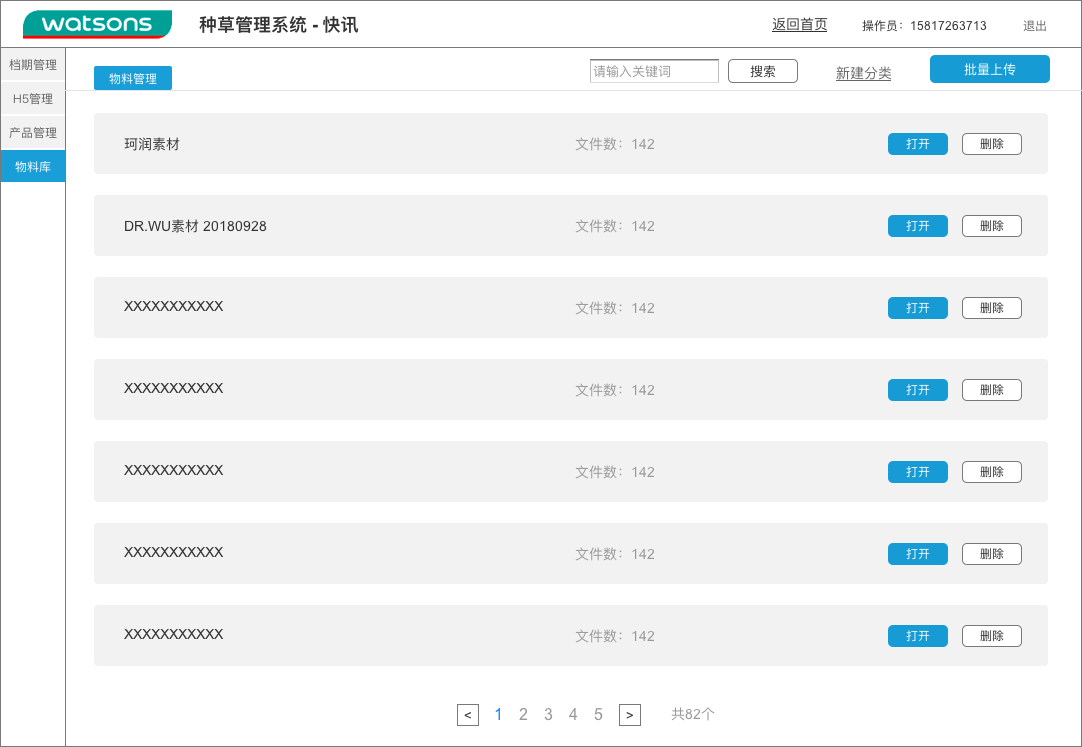 watsons 种草管理系统 - 快讯 返回首页 操作员：15817263713 退出
档期管理
H5管理
产品管理
物料库
物料管理 请输入关键词 搜索 新建分类 批量上传
珂润素材 文件数：142 打开 删除
DR.WU素材 20180928 文件数：142 打开 删除
XXXXXXXXXXX 文件数：142 打开 删除
XXXXXXXXXXX 文件数：142 打开 删除
XXXXXXXXXXX 文件数：142 打开 删除
XXXXXXXXXXX 文件数：142 打开 删除
XXXXXXXXXXX 文件数：142 打开 删除
< 1 2 3 4 5 > 共82个